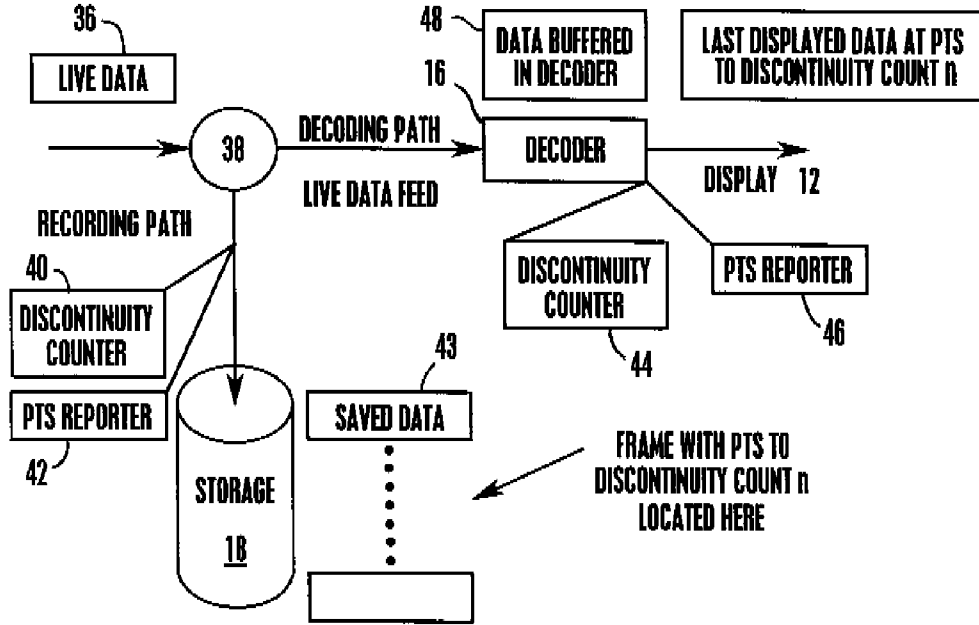 36
LIVE DATA
48
DATA BUFFERED
IN DECODER
LAST DISPLAYED DATA AT PTS
TO DISCONTINUITY COUNT n
16
38
DECODING PATH
DECODER
LIVE DATA FEED
DISPLAY 12
RECORDING PATH
40
DISCONTINUITY
COUNTER
DISCONTINUITY
COUNTER
44
PTS REPORTER
46
PTS REPORTER
42
43
SAVED DATA
STORAGE
18
FRAME WITH PTS TO
DISCONTINUITY COUNT n
LOCATED HERE